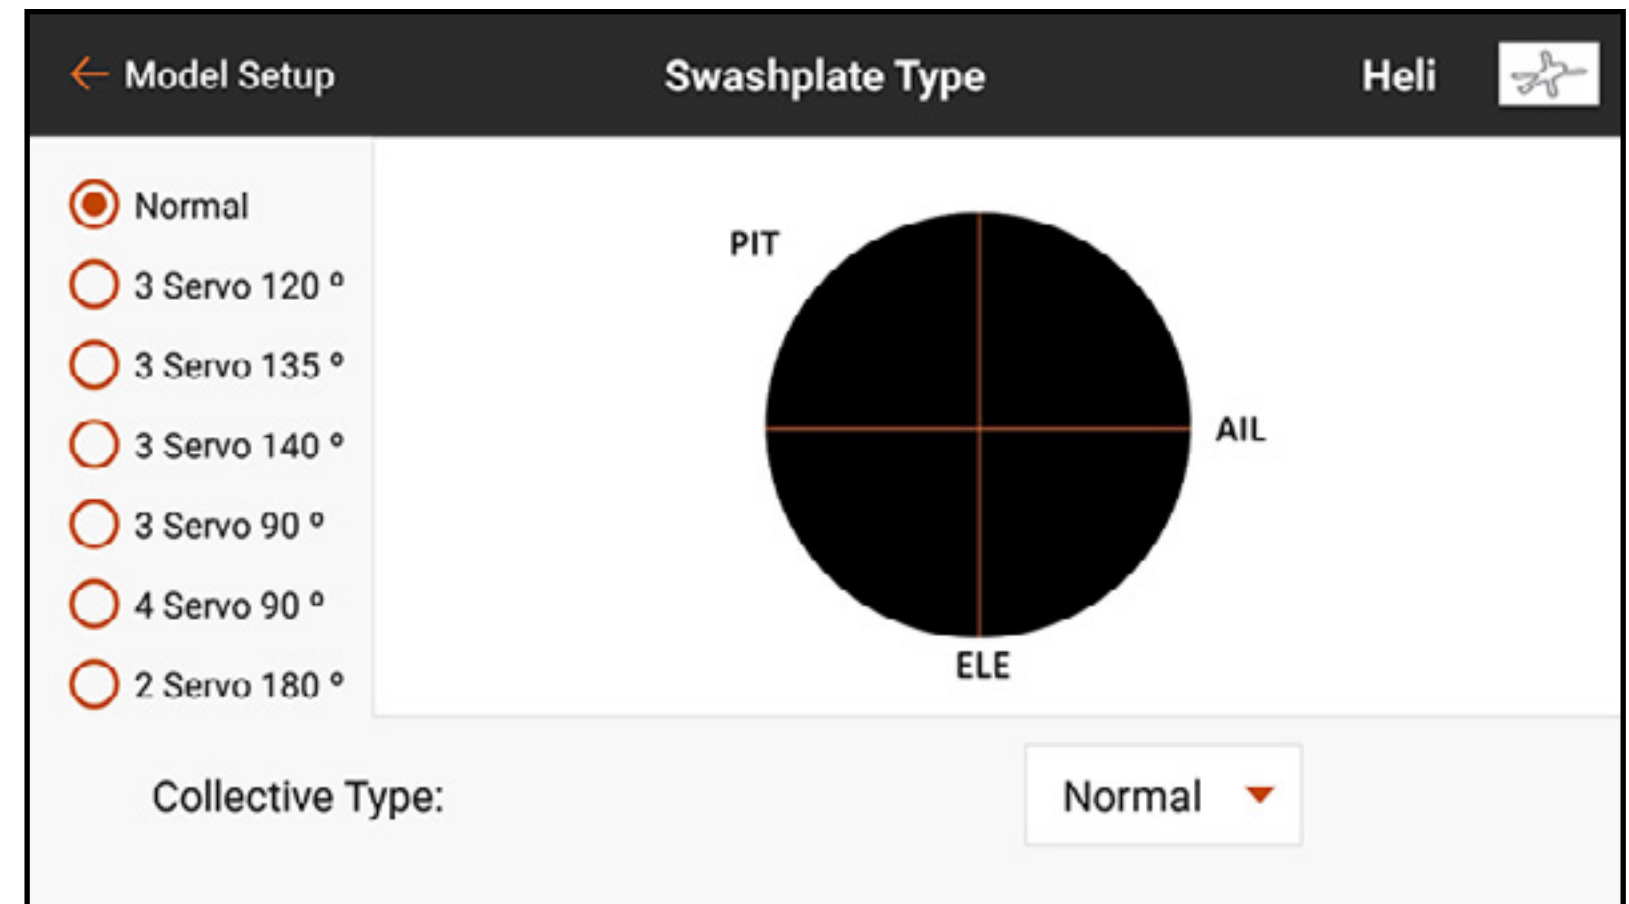 ← Model Setup
Swashplate Type
Heli
Normal
3 Servo 120 º
3 Servo 135 º
3 Servo 140 º
3 Servo 90 º
4 Servo 90 º
2 Servo 180 º
PIT
AIL
ELE
Collective Type:
Normal